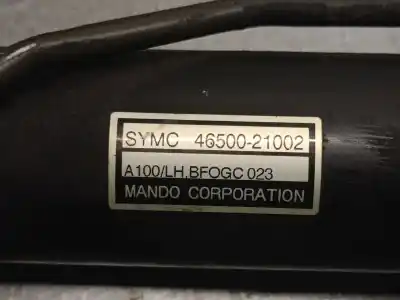 SYMC 46500-21002
A100/LH,BFOGC 023
MANDO CORPORATION